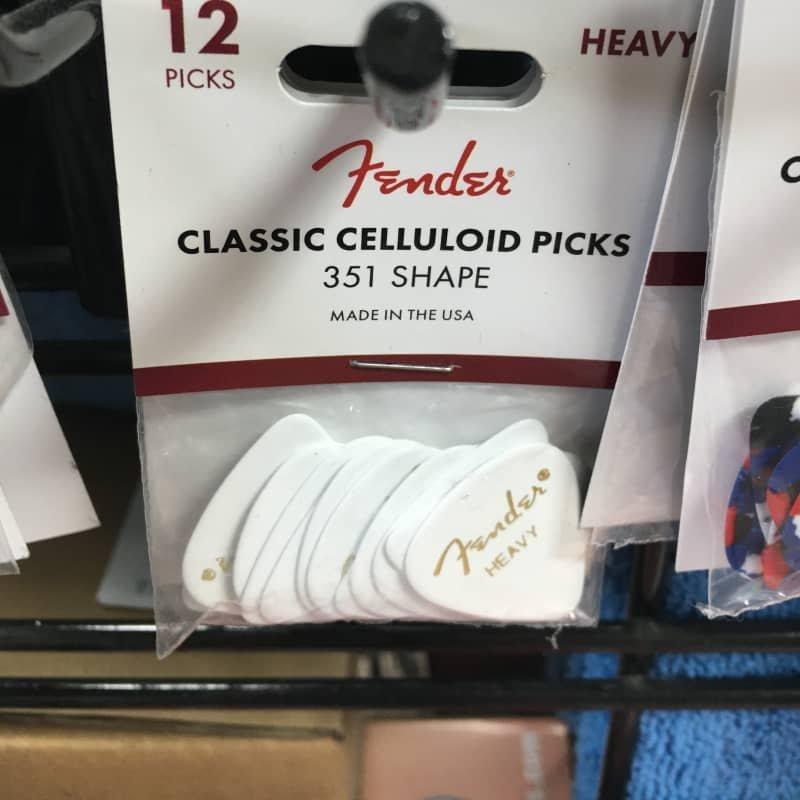 12
PICKS
HEAVY
Fender®
CLASSIC CELLULOID PICKS
351 SHAPE
MADE IN THE USA
Fender®
HEAVY